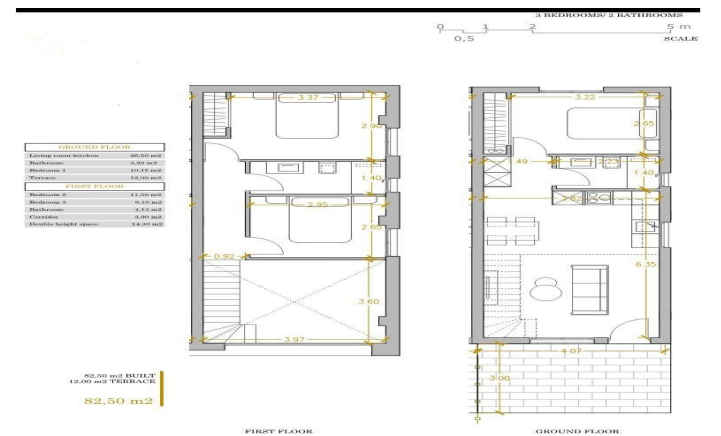 3 BEDROOMS/ 2 BATHROOMS
0 1 2 5 m
0,5 SCALE
GROUND FLOOR
Living room-kitchen 26,50 m2
Bathroom m2
Bedroom 1 10,15 m2
Terrace 12,00 m2
FIRST FLOOR
Bedroom 2 11,50 m2
Bedroom 3 8,10 m2
Bathroom 4,13 m2
Corridor 3,90 m2
Double height space 14,30 m2
3.37
2.90
1.40
2.95
2.65
0.92
3.60
3.97
3.22
2.65
49
2.23
1.40
6.35
4.07
3.00
82,50 m2 BUILT
12,00 m2 TERRACE
82,50 m2
FIRST FLOOR
GROUND FLOOR